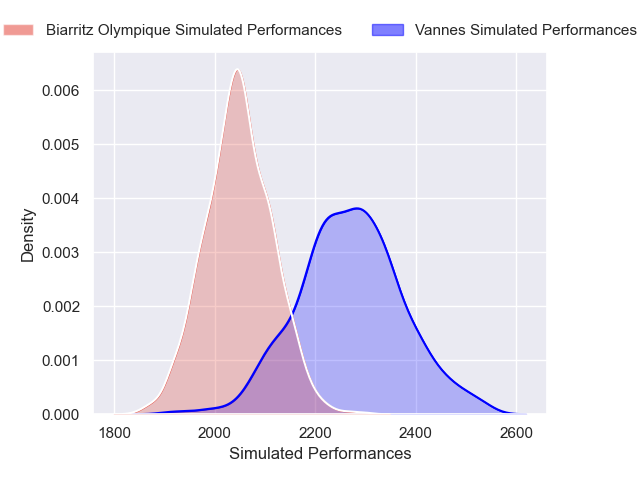 Biarritz Olympique Simulated Performances Vannes Simulated Performances
0.006
0.005
0.004
0.003
0.002
0.001
0.000
Density
1800 2000 2200 2400 2600
Simulated Performances